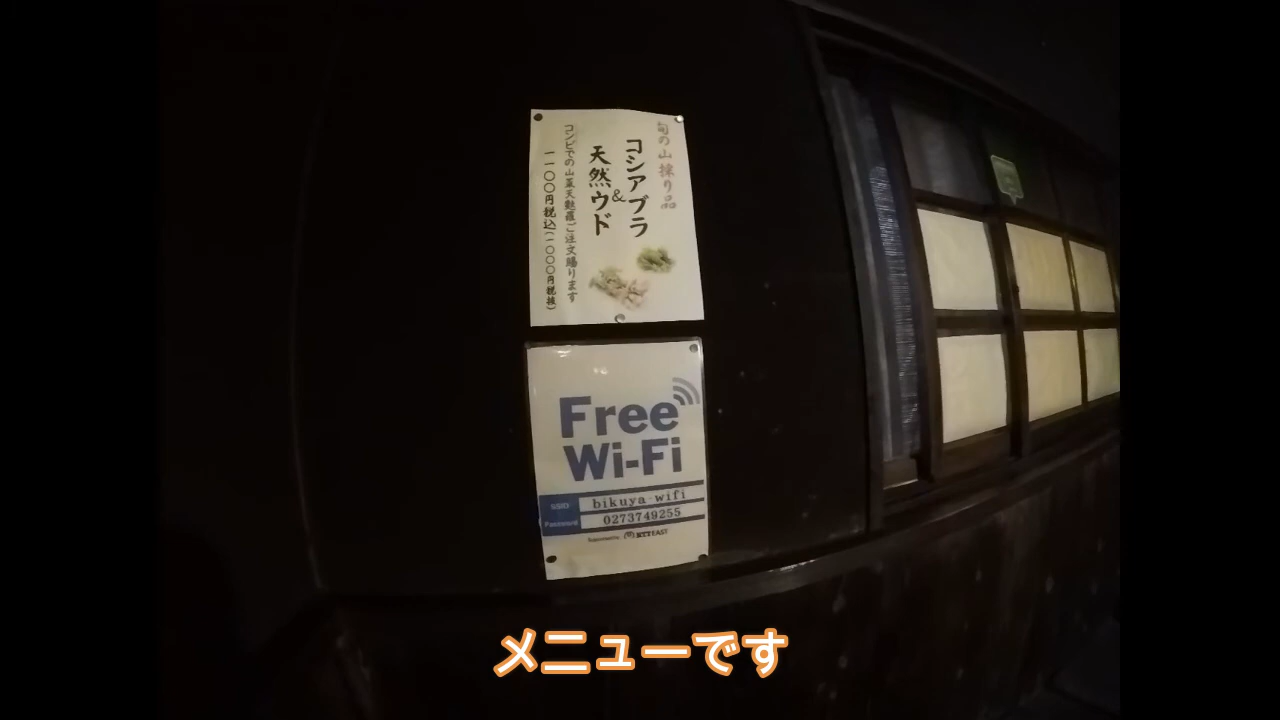 旬の山採り品
コシアブラ
&
天然ウド
コンビでの山菜天麩羅ご注文賜ります
一一〇〇円税込(一〇〇〇円税抜)
Free
Wi-Fi
SSID bikuya-wifi
Password 0273749255
NTT EAST
メニューです